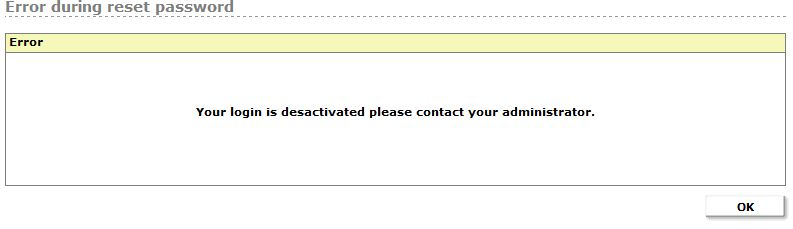 Error during reset password
Error
Your login is desactivated please contact your administrator.
OK